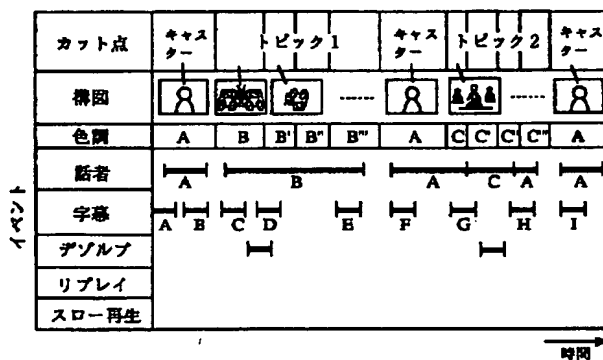 カット点 キャス トピック1 キャス トピック2 キャス
ター ター ター
構図
色調 A B B' B'' B''' A C C' C' C'' A
話者 A B A C A A
字幕 A B C D E F G H I
デゾルブ
リプレイ
スロー再生
イベント
時間